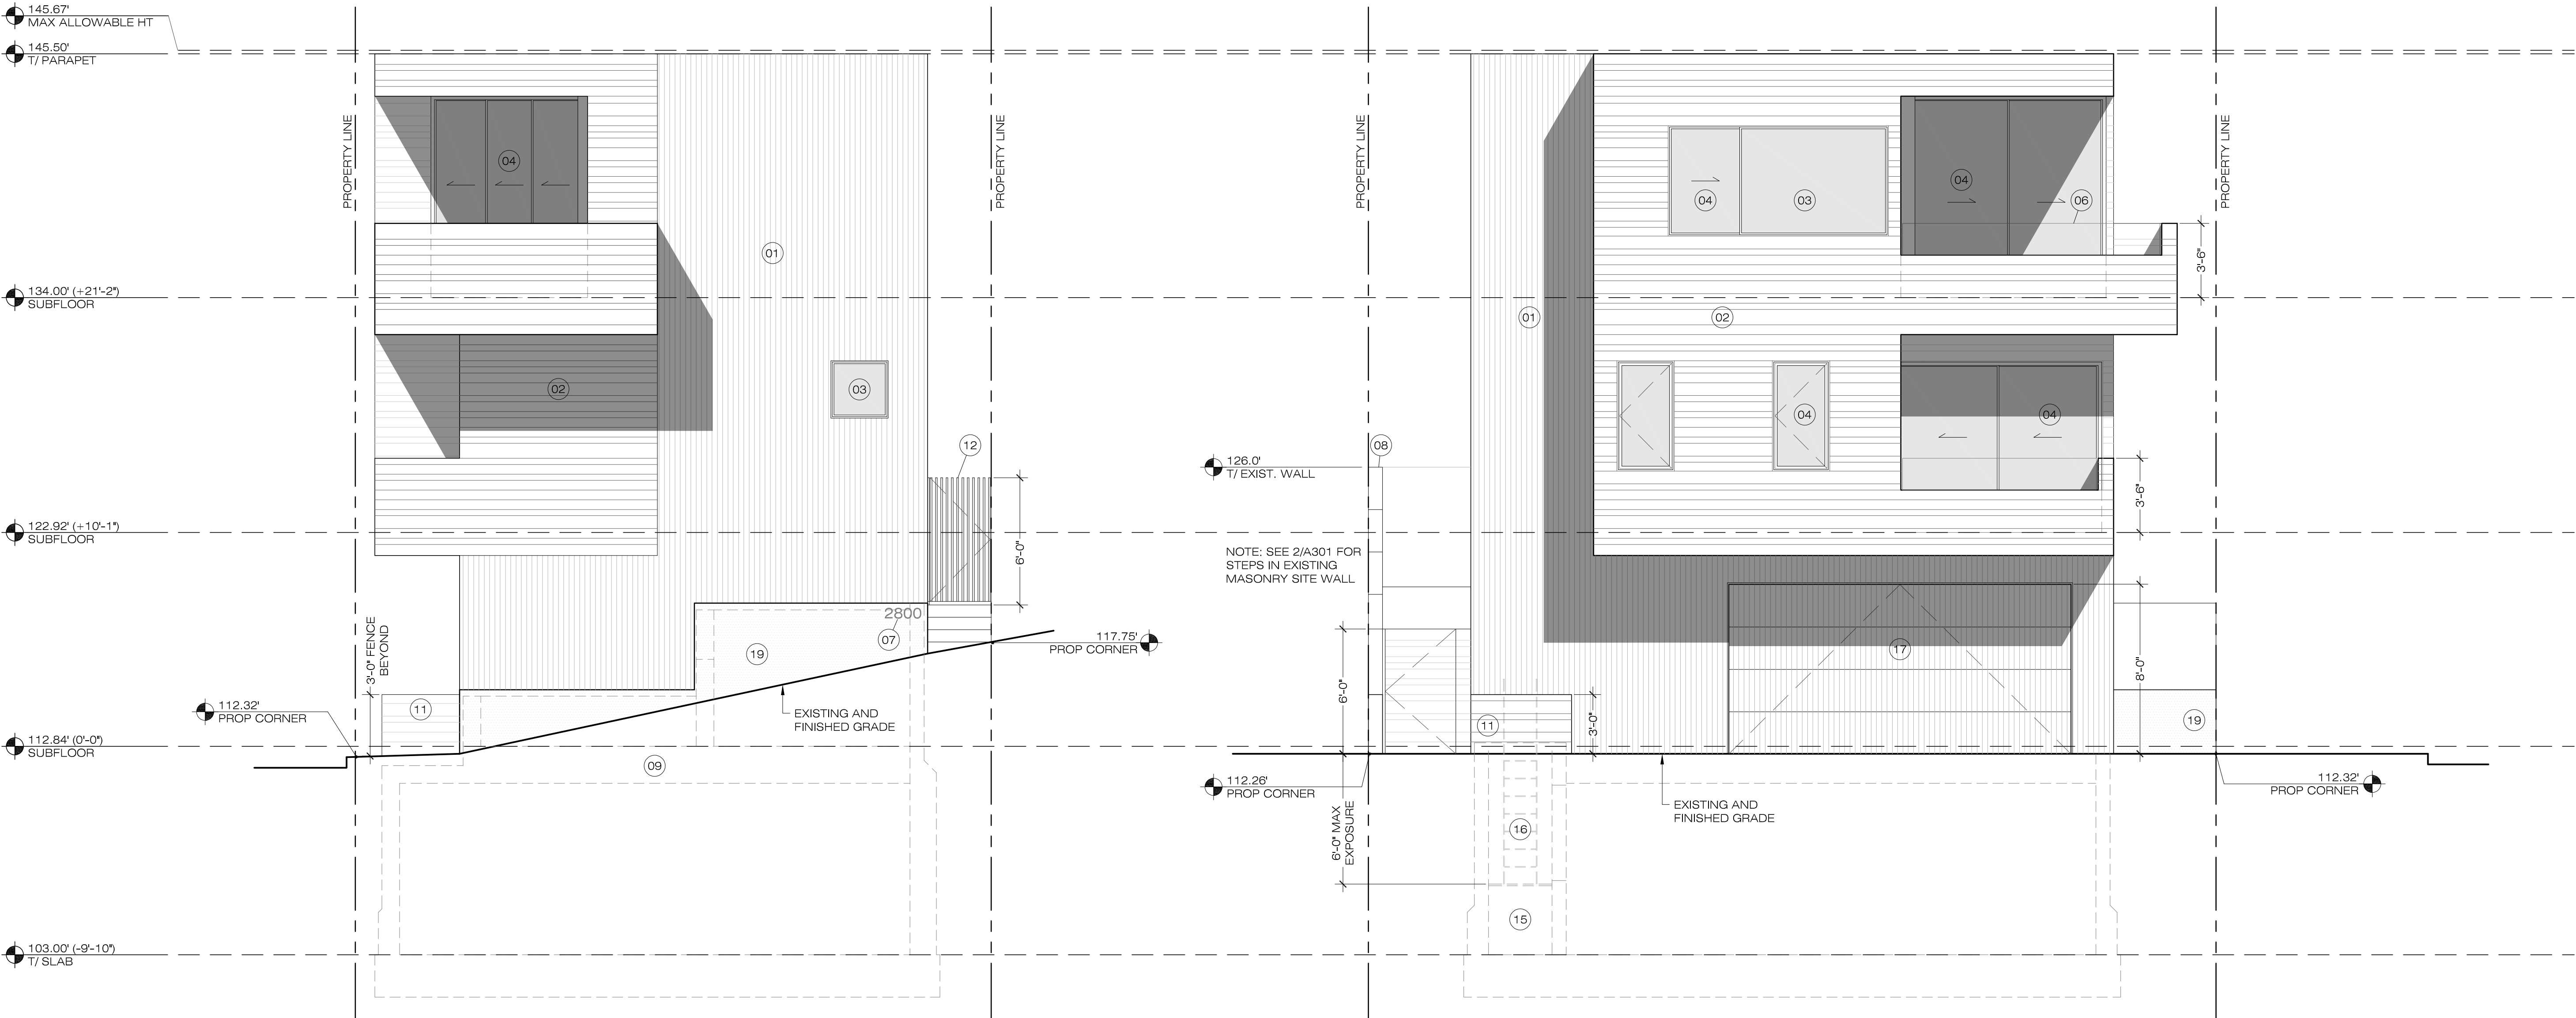 145.67'
MAX ALLOWABLE HT
145.50'
T/ PARAPET
134.00' (+21'-2")
SUBFLOOR
122.92' (+10'-1")
SUBFLOOR
112.84' (0'-0")
SUBFLOOR
103.00' (-9'-10")
T/ SLAB
PROPERTY LINE
04
01
02
03
12
6'-0"
2800
07
19
117.75'
PROP CORNER
3'-0" FENCE
BEYOND
11
112.32'
PROP CORNER
EXISTING AND
FINISHED GRADE
09
PROPERTY LINE
PROPERTY LINE
04
03
04
06
3'-6"
01
02
04
04
08
126.0'
T/ EXIST. WALL
3'-6"
NOTE: SEE 2/A301 FOR
STEPS IN EXISTING
MASONRY SITE WALL
6'-0"
17
8'-0"
11
3'-0"
19
112.26'
PROP CORNER
112.32'
PROP CORNER
EXISTING AND
FINISHED GRADE
6'-0" MAX
EXPOSURE
16
15
PROPERTY LINE